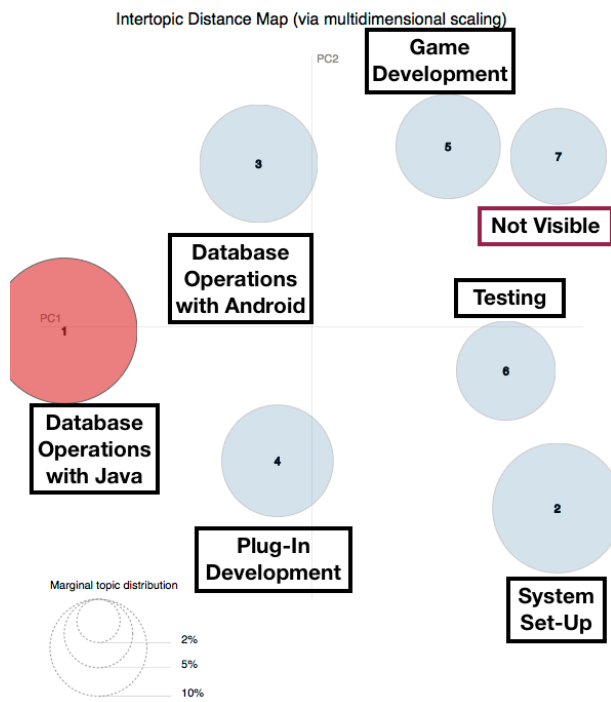 Intertopic Distance Map (via multidimensional scaling)
PC2
Game
Development
5
7
3
Not Visible
Database
Operations
with Android
Testing
PC1
1
6
Database
Operations
with Java
4
2
Plug-In
Development
System
Set-Up
Marginal topic distribution
2%
5%
10%